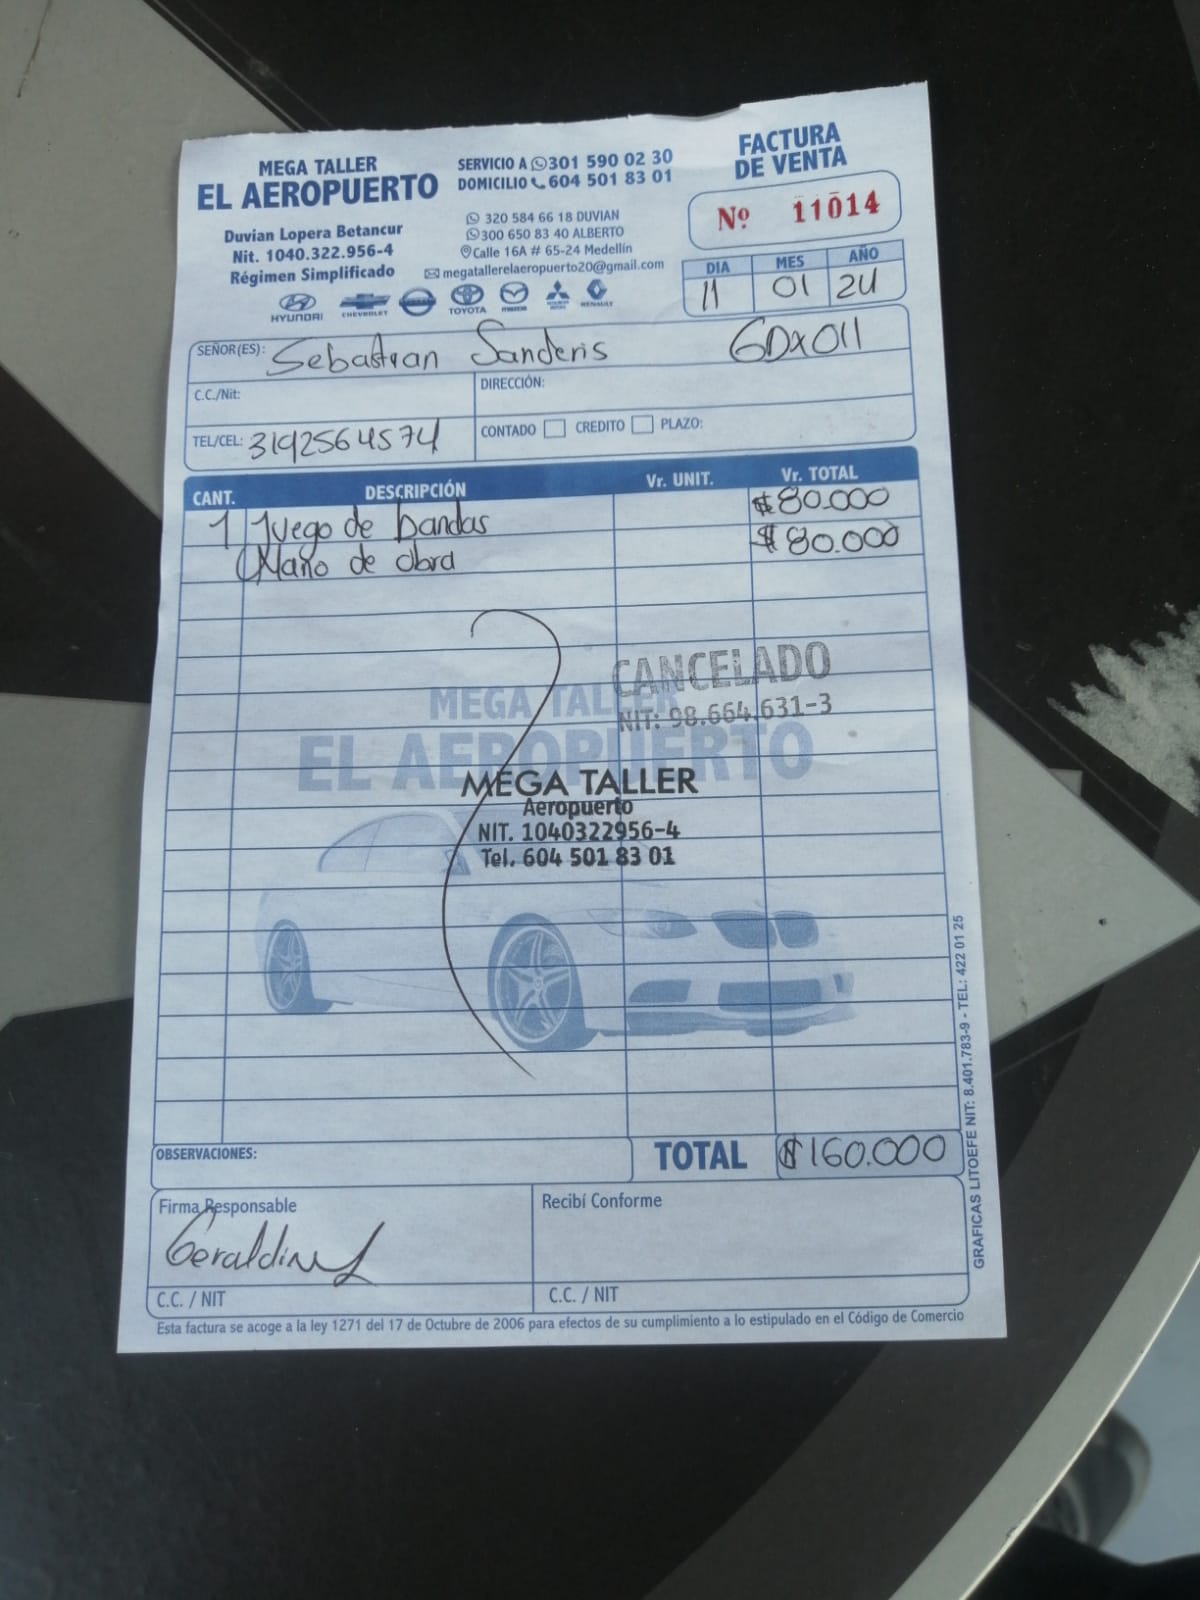 MEGA TALLER
EL AEROPUERTO
Duvian Lopera Betancur
Nit. 1040.322.956-4
Régimen Simplificado
SERVICIO A 301 590 02 30
DOMICILIO 604 501 83 01
320 584 66 18 DUVIAN
300 650 83 40 ALBERTO
Calle 16A # 65-24 Medellín
megatallerelaeropuerto20@gmail.com
HYUNDAI CHEVROLET TOYOTA RENAULT
FACTURA
DE VENTA
Nº 11014
DIA MES AÑO
11 01 24
SEÑOR(ES): Sebastian Sanderis GDX011
C.C./Nit: DIRECCIÓN:
TEL/CEL: 3192564574 CONTADO CREDITO PLAZO:
CANT. DESCRIPCIÓN Vr. UNIT. Vr. TOTAL
1 Juego de bandas $80.000
Mano de obra $80.000
CANCELADO
NIT: 98.664.631-3
MEGA TALLER
EL AEROPUERTO
MEGA TALLER
Aeropuerto
NIT. 1040322956-4
Tel. 604 501 83 01
OBSERVACIONES: TOTAL $160.000
Firma Responsable Recibí Conforme
Geraldin L
C.C. / NIT C.C. / NIT
Esta factura se acoge a la ley 1271 del 17 de Octubre de 2006 para efectos de su cumplimiento a lo estipulado en el Código de Comercio
GRAFICAS LITOEFE NIT: 8.401.783-9 - TEL: 422 01 25